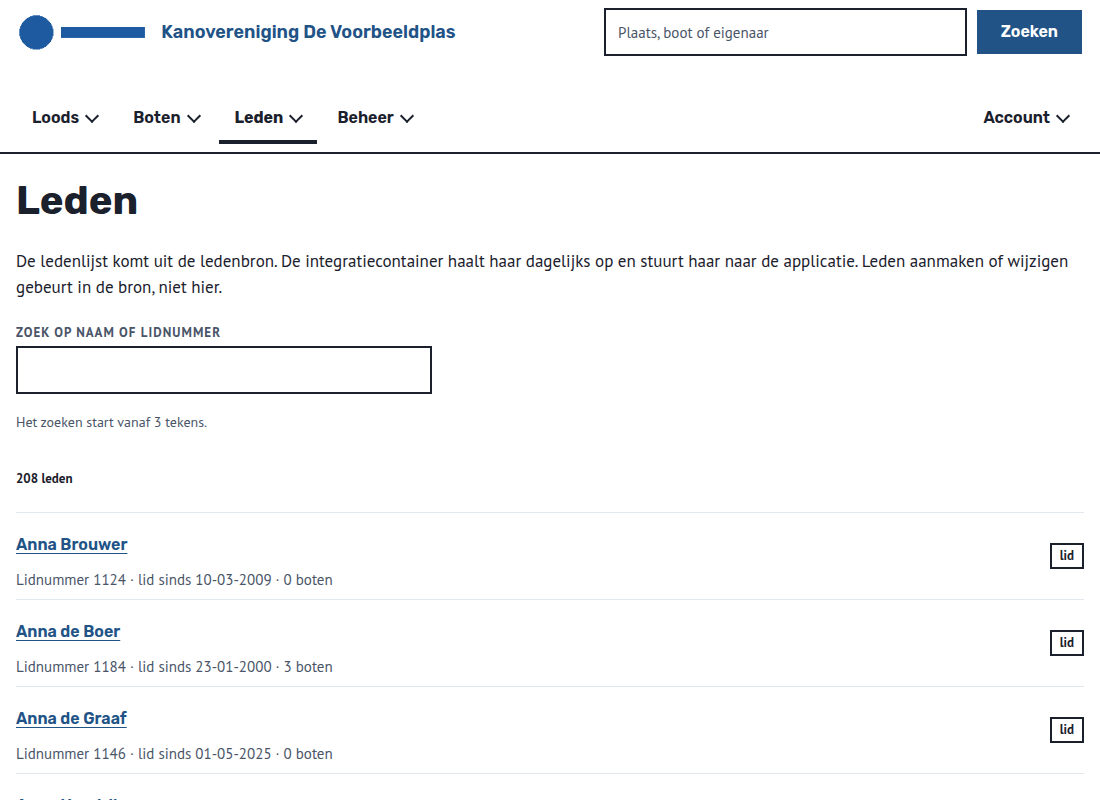 Kanovereniging De Voorbeeldplas
Plaats, boot of eigenaar
Zoeken
Loods
Boten
Leden
Beheer
Account
Leden
De ledenlijst komt uit de ledenbron. De integratiecontainer haalt haar dagelijks op en stuurt haar naar de applicatie. Leden aanmaken of wijzigen
gebeurt in de bron, niet hier.
ZOEK OP NAAM OF LIDNUMMER
Het zoeken start vanaf 3 tekens.
208 leden
Anna Brouwer
lid
Lidnummer 1124 · lid sinds 10-03-2009 · 0 boten
Anna de Boer
lid
Lidnummer 1184 · lid sinds 23-01-2000 · 3 boten
Anna de Graaf
lid
Lidnummer 1146 · lid sinds 01-05-2025 · 0 boten